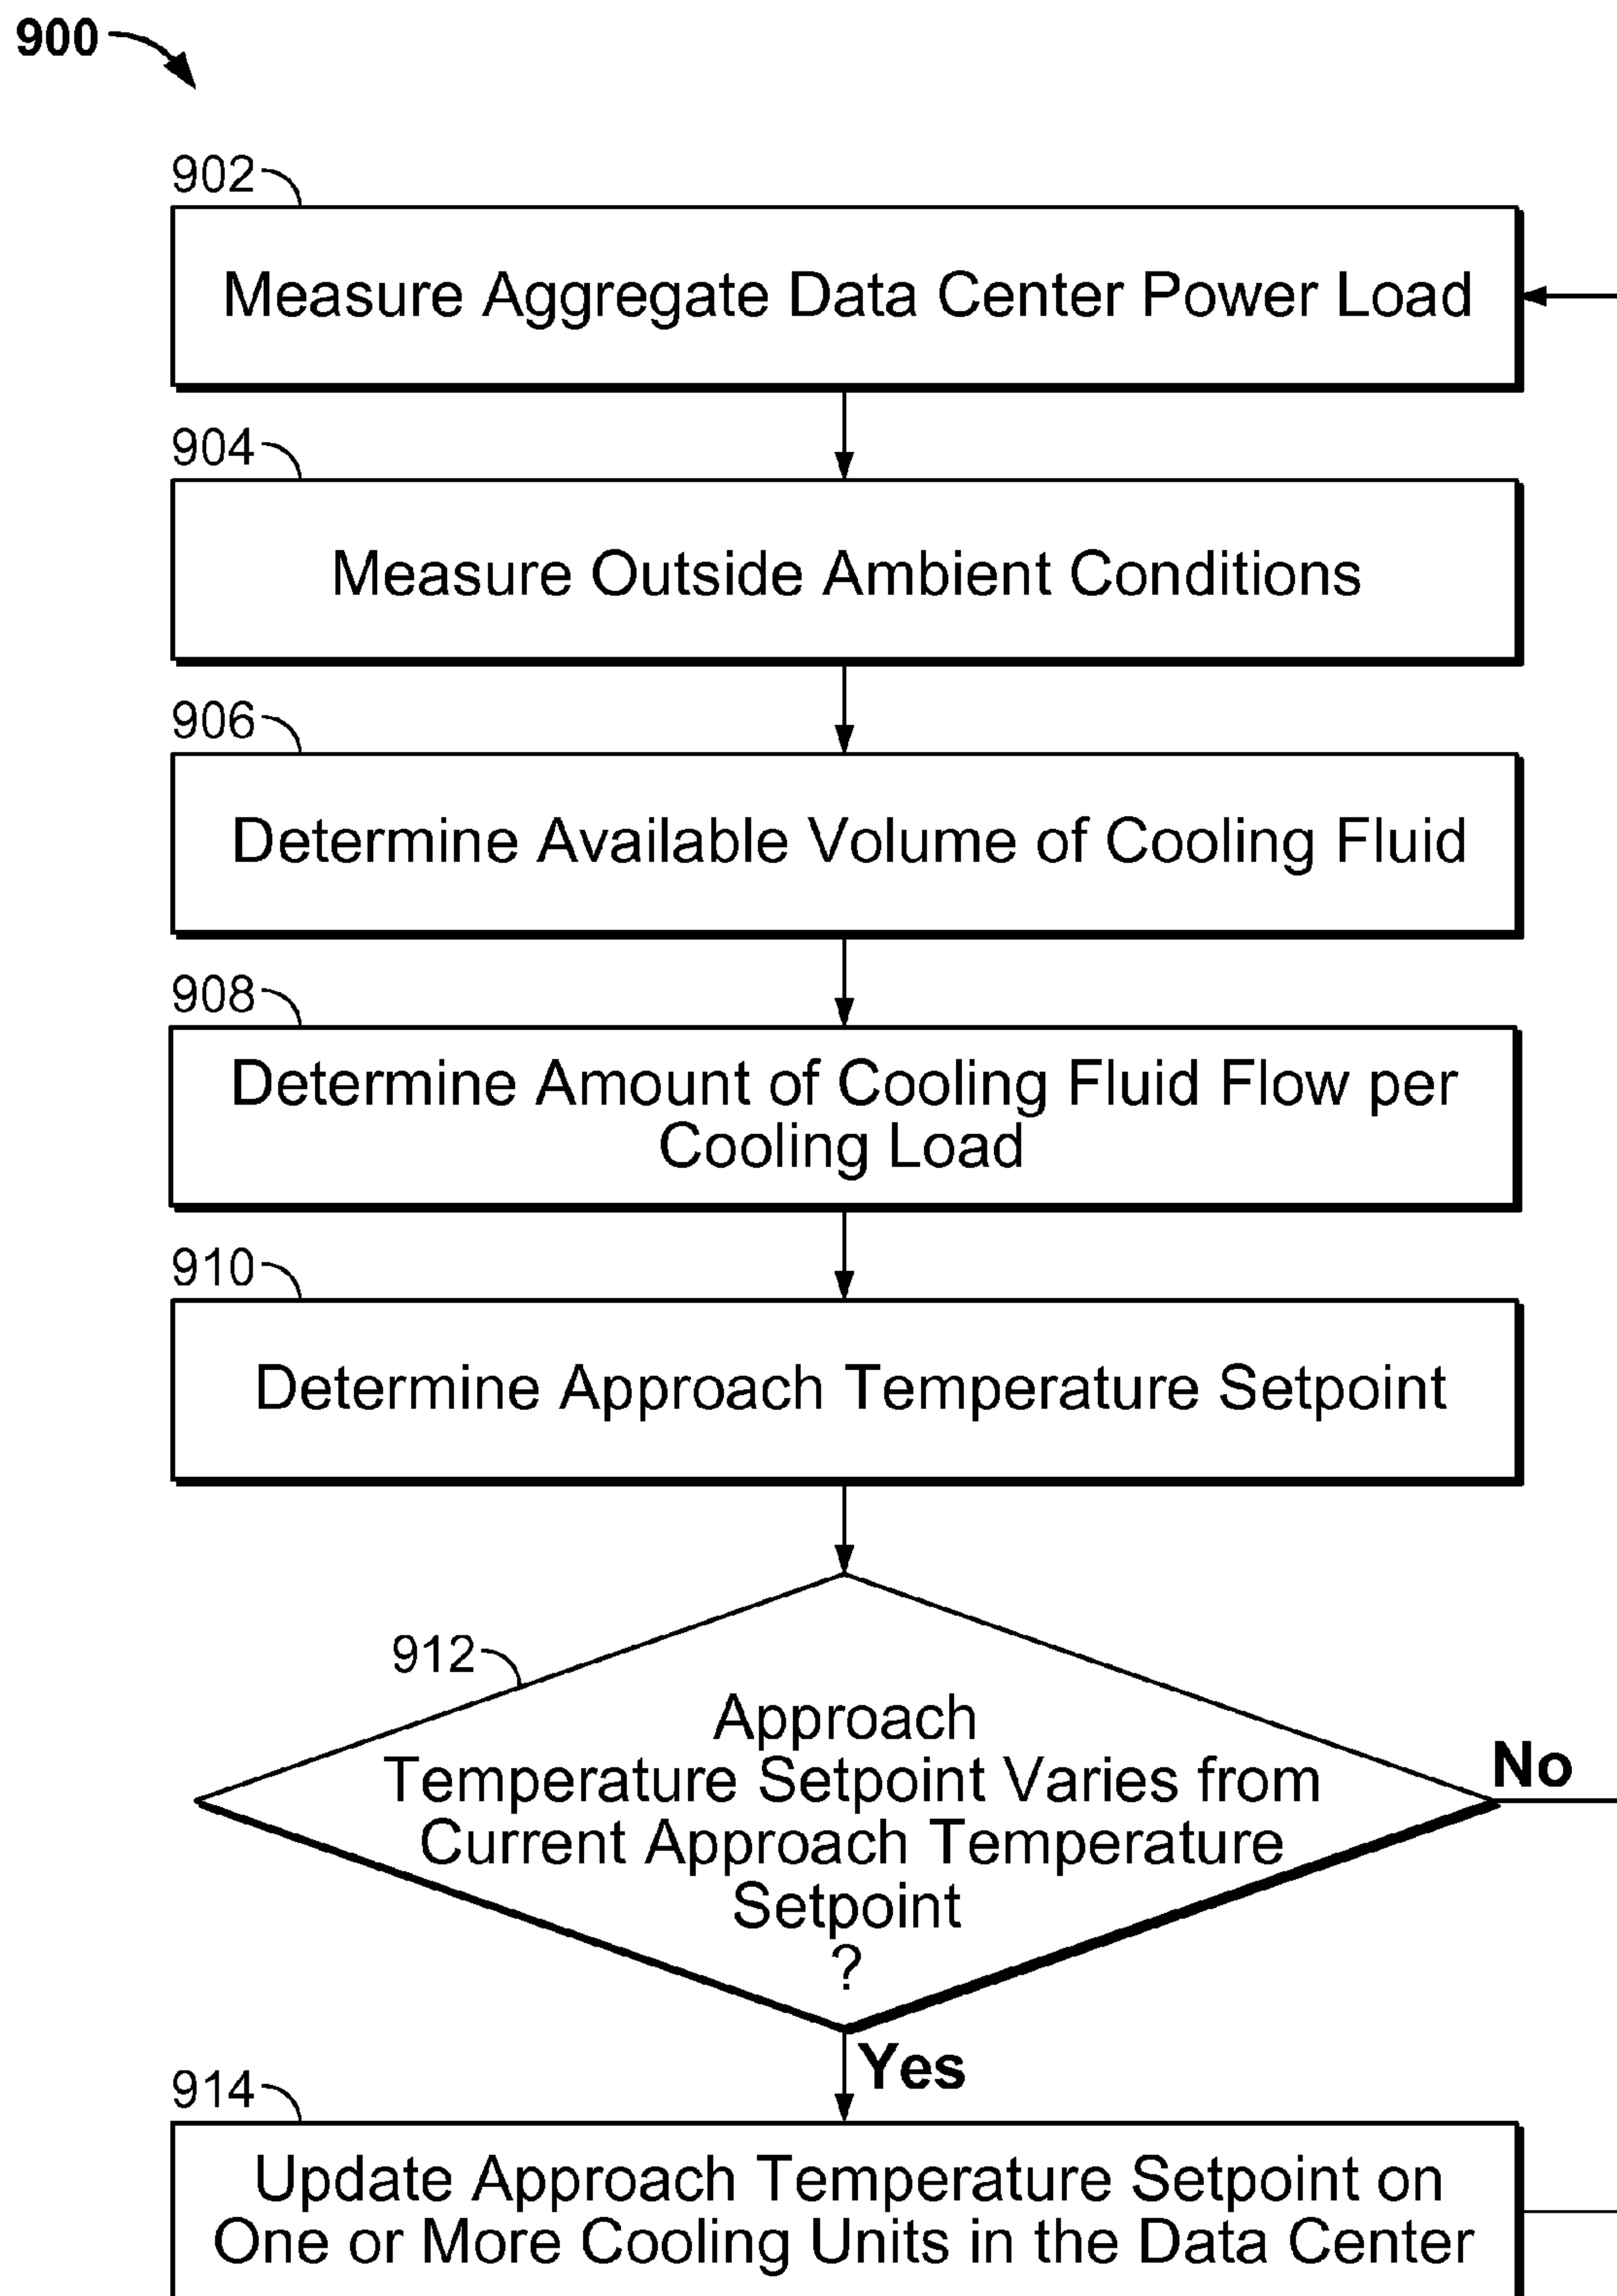 900
902
Measure Aggregate Data Center Power Load
904
Measure Outside Ambient Conditions
906
Determine Available Volume of Cooling Fluid
908
Determine Amount of Cooling Fluid Flow per
Cooling Load
910
Determine Approach Temperature Setpoint
912
Approach
Temperature Setpoint Varies from
Current Approach Temperature
Setpoint
?
No
Yes
914
Update Approach Temperature Setpoint on
One or More Cooling Units in the Data Center